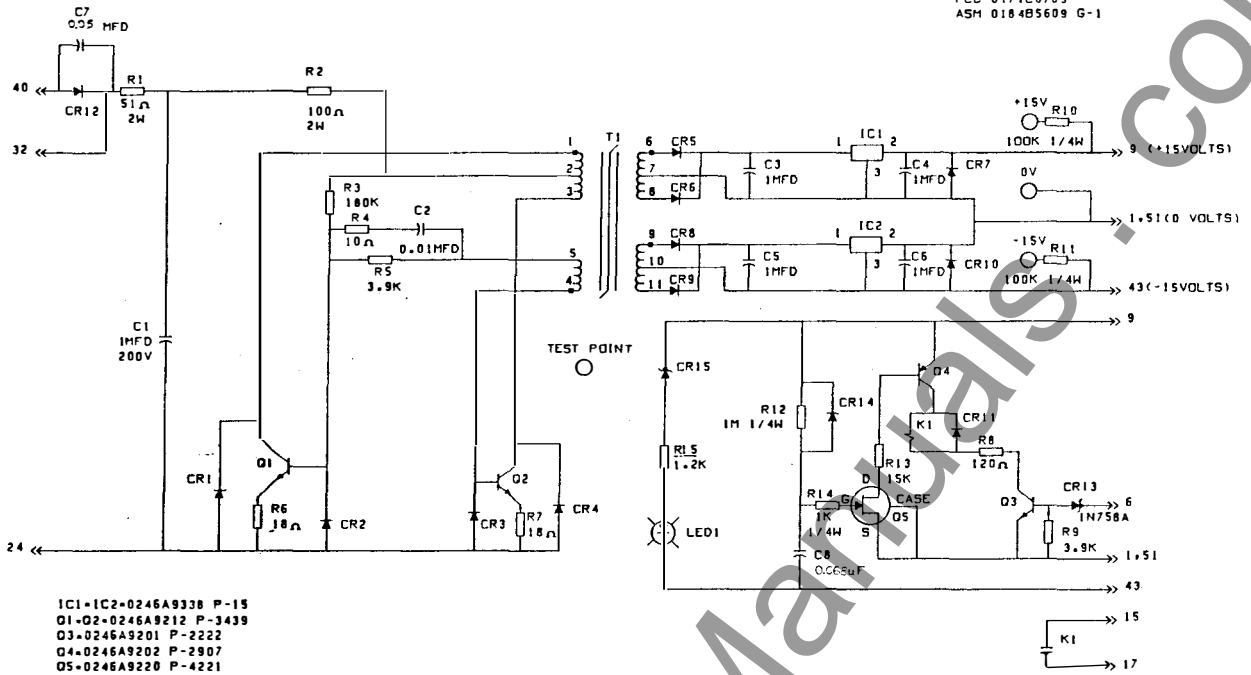 ASM 0184B5609 G-1
C7
0.05 MFD
40
CR12
R1
51Ω
2W
R2
100Ω
2W
32
1
2
3
T1
6
7
8
CR5
CR6
C3
1MFD
1
IC1
2
3
C4
1MFD
CR7
+15V
R10
100K 1/4W
9 (+15VOLTS)
0V
1,51(0 VOLTS)
R3
180K
R4
10Ω
C2
0.01MFD
R5
3.9K
5
4
9
10
11
CR8
CR9
C5
1MFD
1
IC2
2
3
C6
1MFD
CR10
-15V
R11
100K 1/4W
43(-15VOLTS)
C1
1MFD
200V
TEST POINT
9
CR15
R12
1M 1/4W
CR14
Q4
K1
CR11
R8
120Ω
R15
1.2K
R13
15K
D
G
S
CASE
Q5
R14
1K
1/4W
Q3
CR13
1N758A
6
R9
3.9K
CR1
Q1
R6
18Ω
CR2
CR3
Q2
R7
18Ω
CR4
LED1
C8
0.068uF
24
1,51
43
15
K1
17
IC1=IC2=0246A9338 P-15
Q1=Q2=0246A9212 P-3439
Q3=0246A9201 P-2222
Q4=0246A9202 P-2907
Q5=0246A9220 P-4221
Manuals.co